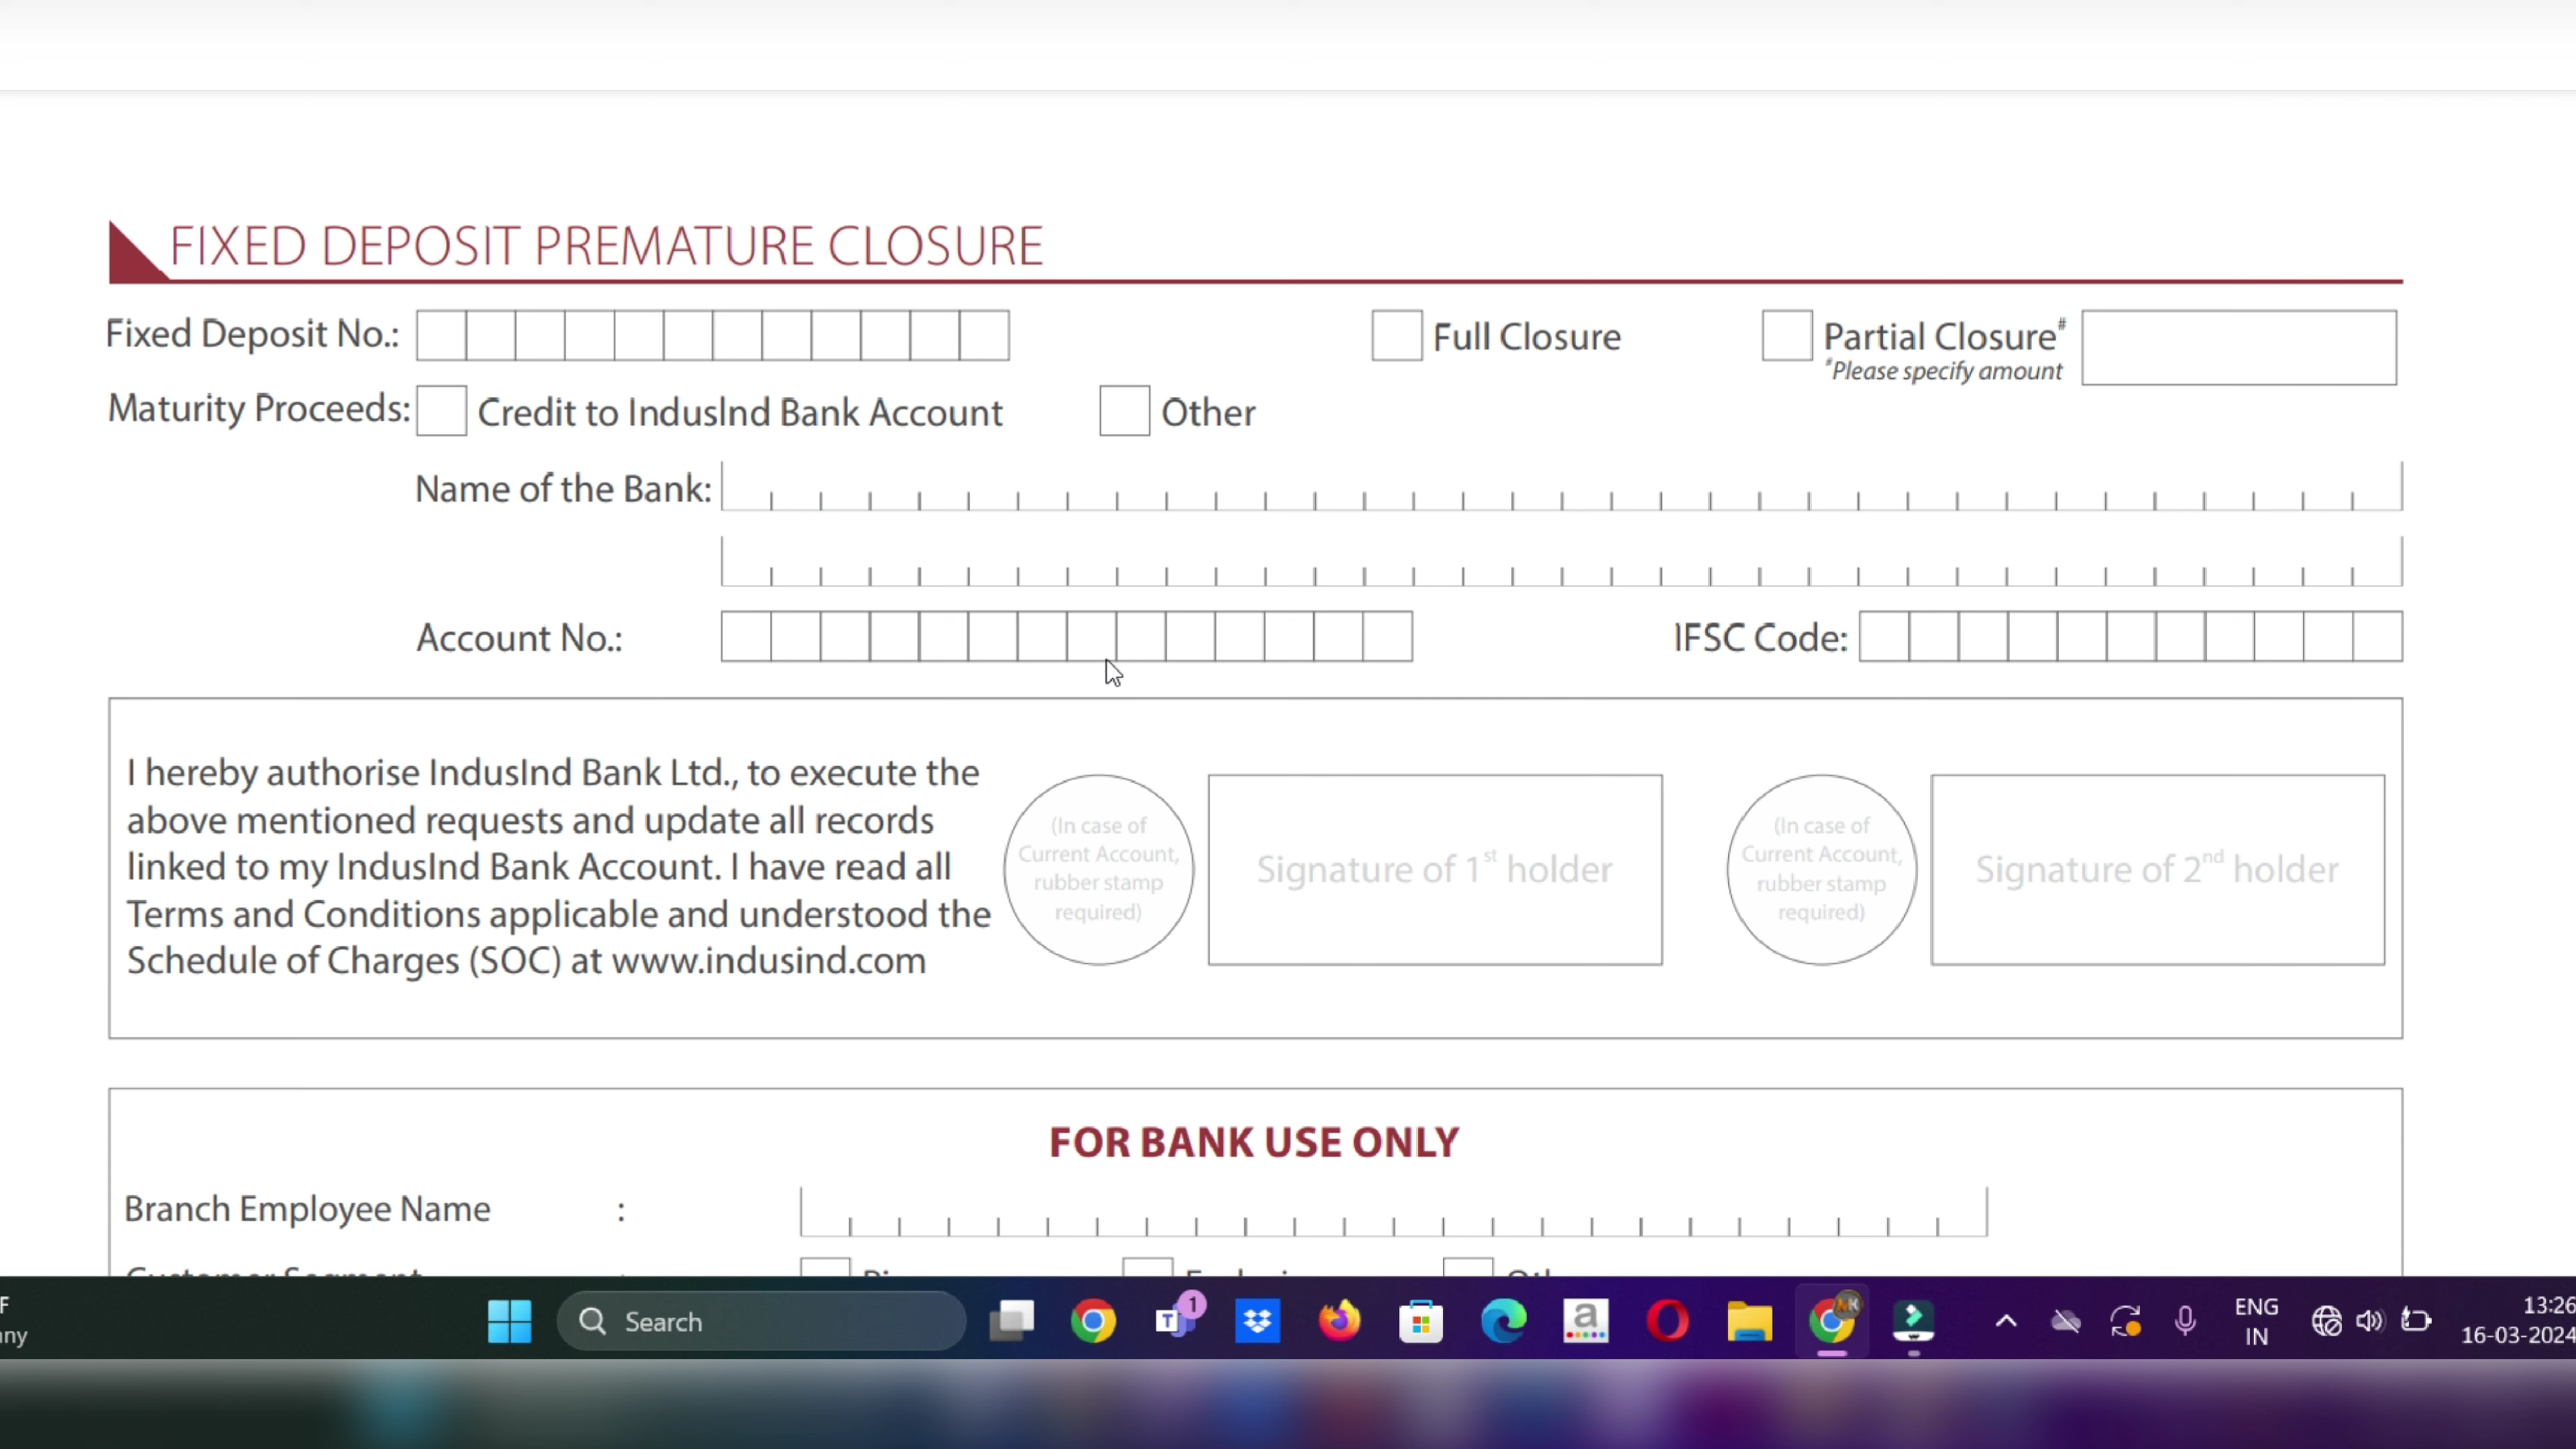 FIXED DEPOSIT PREMATURE CLOSURE
Fixed Deposit No.: Full Closure Partial Closure#
#Please specify amount
Maturity Proceeds: Credit to IndusInd Bank Account Other
Name of the Bank:
Account No.: IFSC Code:
I hereby authorise IndusInd Bank Ltd., to execute the
above mentioned requests and update all records
linked to my IndusInd Bank Account. I have read all
Terms and Conditions applicable and understood the
Schedule of Charges (SOC) at www.indusind.com
(In case of
Current Account,
rubber stamp
required)
Signature of 1st holder
(In case of
Current Account,
rubber stamp
required)
Signature of 2nd holder
FOR BANK USE ONLY
Branch Employee Name :
Customer Segment :
Search
1
MK
ENG
IN
13:26
16-03-2024